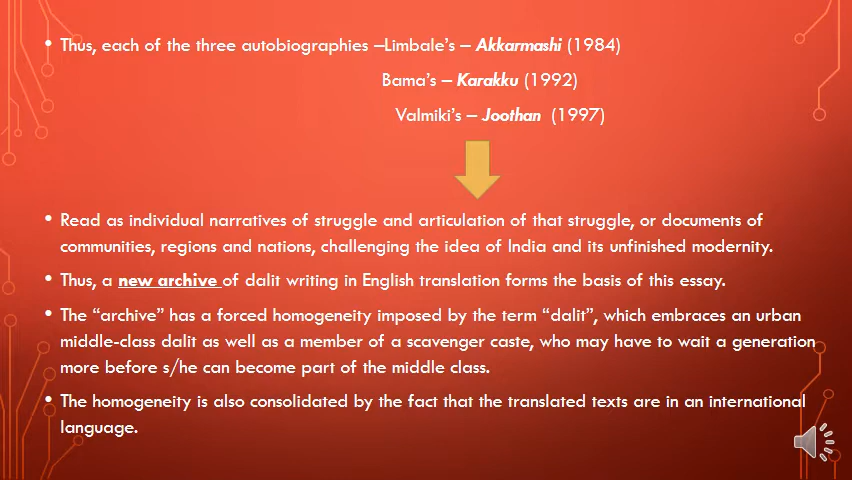 • Thus, each of the three autobiographies –Limbale's – Akkarmashi (1984)
Bama's – Karakku (1992)
Valmiki's – Joothan (1997)
• Read as individual narratives of struggle and articulation of that struggle, or documents of
communities, regions and nations, challenging the idea of India and its unfinished modernity.
• Thus, a new archive of dalit writing in English translation forms the basis of this essay.
• The "archive" has a forced homogeneity imposed by the term "dalit", which embraces an urban
middle-class dalit as well as a member of a scavenger caste, who may have to wait a generation
more before s/he can become part of the middle class.
• The homogeneity is also consolidated by the fact that the translated texts are in an international
language.